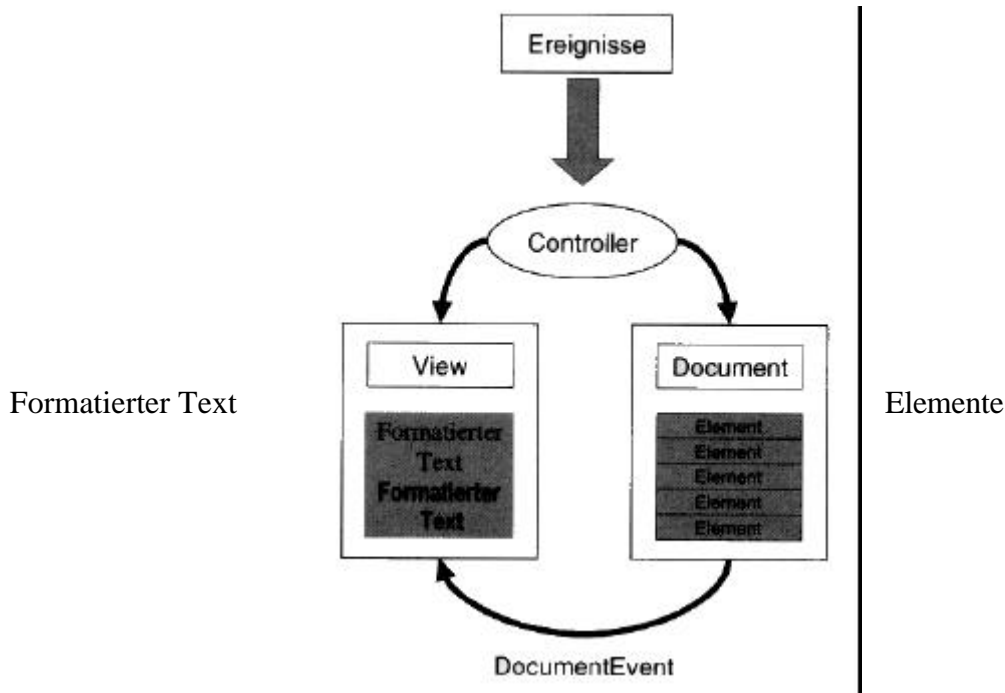 Ereignisse
Controller
View
Document
Formatierter Text
Formatierter
Text
Formatierter
Text
Element
Element
Element
Element
Element
Elemente
DocumentEvent